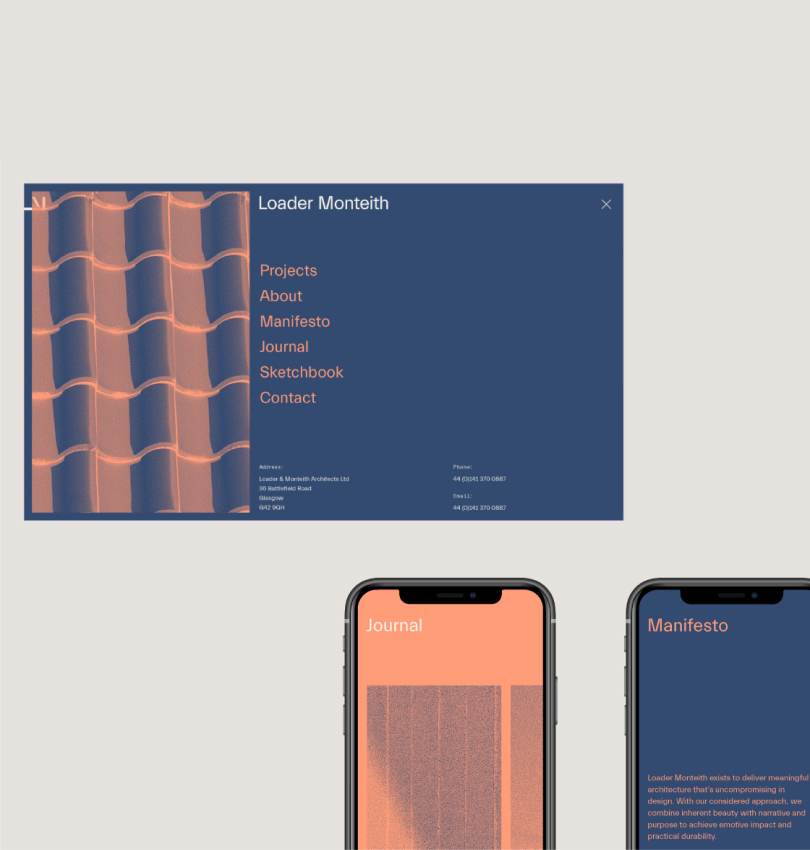 M
Loader Monteith
Projects
About
Manifesto
Journal
Sketchbook
Contact
Address:
Loader & Monteith Architects Ltd
36 Battlefield Road
Glasgow
G42 9QH
Phone:
44 (0)141 370 0887
Email:
44 (0)141 370 0887
Journal
Manifesto
Loader Monteith exists to deliver meaningful
architecture that's uncompromising in
design. With our considered approach, we
combine inherent beauty with narrative and
purpose to achieve emotive impact and
practical durability.